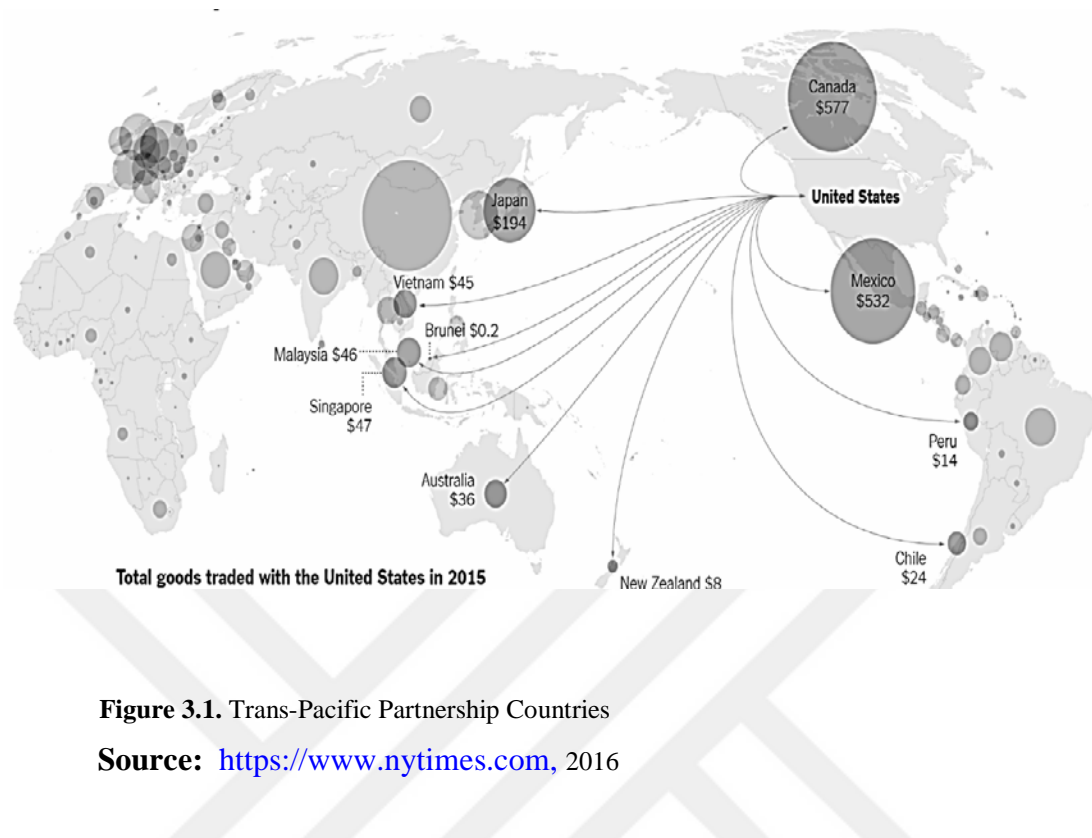 Canada
$577
United States
Japan
$194
Mexico
$532
Vietnam $45
Brunei $0.2
Malaysia $46
Singapore
$47
Peru
$14
Australia
$36
Chile
$24
New Zealand $8
Total goods traded with the United States in 2015
Figure 3.1. Trans-Pacific Partnership Countries
Source: https://www.nytimes.com, 2016